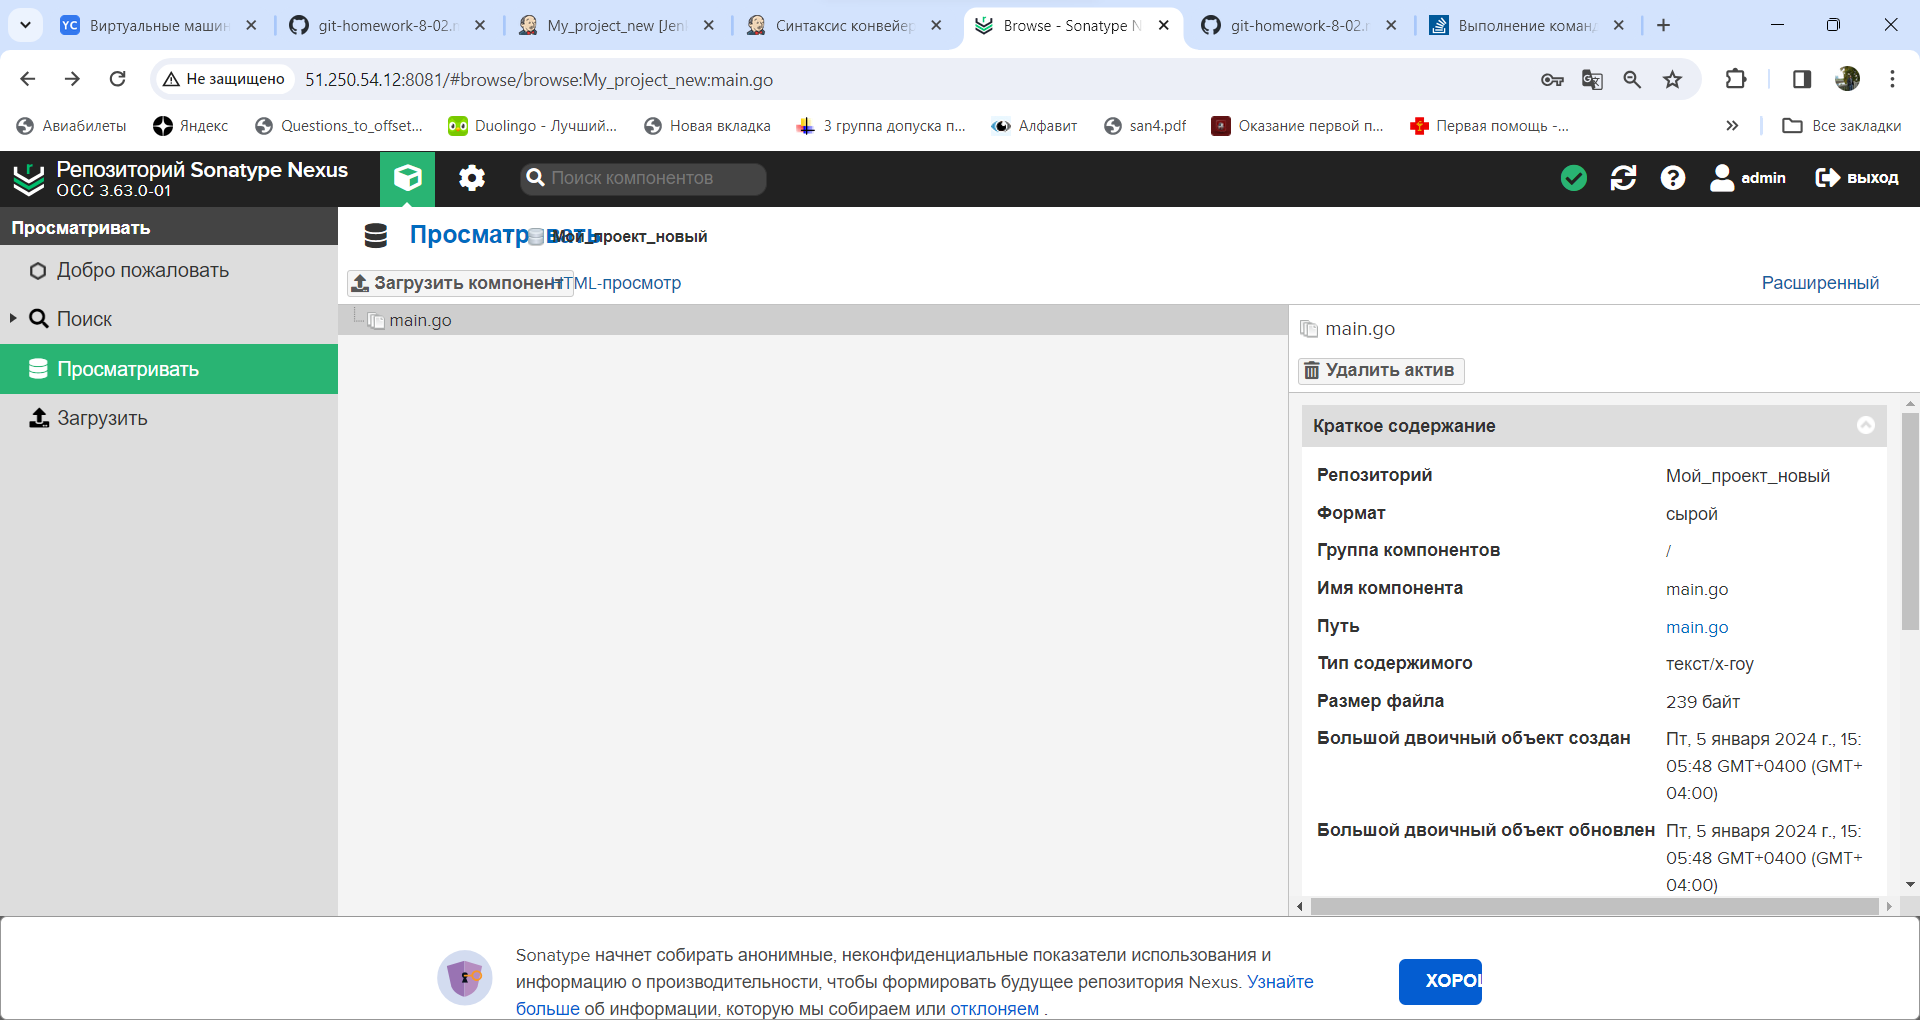 Виртуальные машин
git-homework-8-02.r
My_project_new [Jenk
Синтаксис конвейер
Browse - Sonatype N
git-homework-8-02.r
Выполнение команд
Не защищено
51.250.54.12:8081/#browse/browse:My_project_new:main.go
Авиабилеты
Яндекс
Questions_to_offset...
Duolingo - Лучший...
Новая вкладка
3 группа допуска п...
Алфавит
san4.pdf
Оказание первой п...
Первая помощь -...
Все закладки
Репозиторий Sonatype Nexus
ОСС 3.63.0-01
Поиск компонентов
admin
выход
Просматривать
Добро пожаловать
Поиск
Просматривать
Загрузить
Просматривать
Мой_проект_новый
Загрузить компонент
HTML-просмотр
Расширенный
main.go
main.go
Удалить актив
Краткое содержание
Репозиторий Мой_проект_новый
Формат сырой
Группа компонентов /
Имя компонента main.go
Путь main.go
Тип содержимого текст/х-гоу
Размер файла 239 байт
Большой двоичный объект создан Пт, 5 января 2024 г., 15:
05:48 GMT+0400 (GMT+
04:00)
Большой двоичный объект обновлен Пт, 5 января 2024 г., 15:
05:48 GMT+0400 (GMT+
04:00)
Sonatype начнет собирать анонимные, неконфиденциальные показатели использования и
информацию о производительности, чтобы формировать будущее репозитория Nexus. Узнайте
больше об информации, которую мы собираем или отклоняем .
ХОРОШ